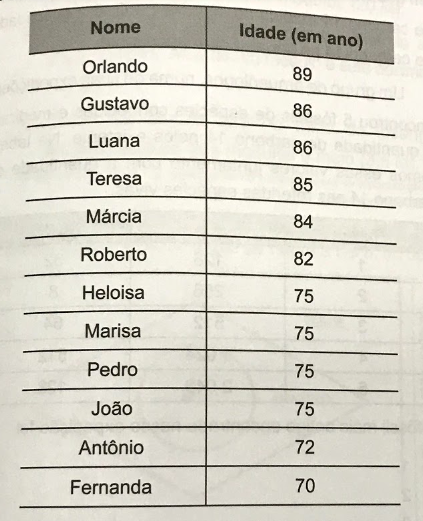 Nome Idade (em ano)
Orlando 89
Gustavo 86
Luana 86
Teresa 85
Márcia 84
Roberto 82
Heloisa 75
Marisa 75
Pedro 75
João 75
Antônio 72
Fernanda 70